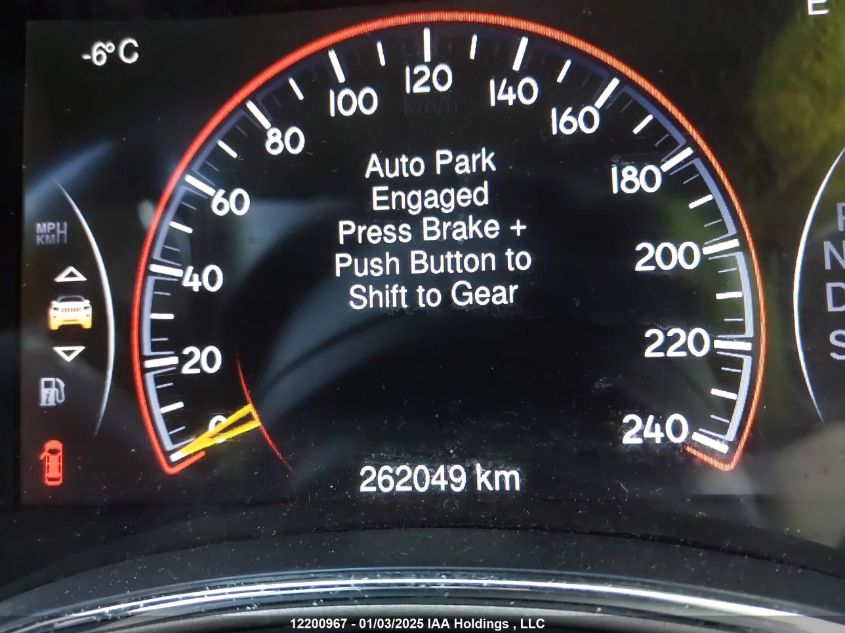 E
-6°C
120
100
140
80
160
Auto Park
Engaged
Press Brake +
Push Button to
Shift to Gear
180
60
MPH
KM/H
200
40
220
20
0
240
262049 km
P
N
D
S
12200967 - 01/03/2025 IAA Holdings , LLC